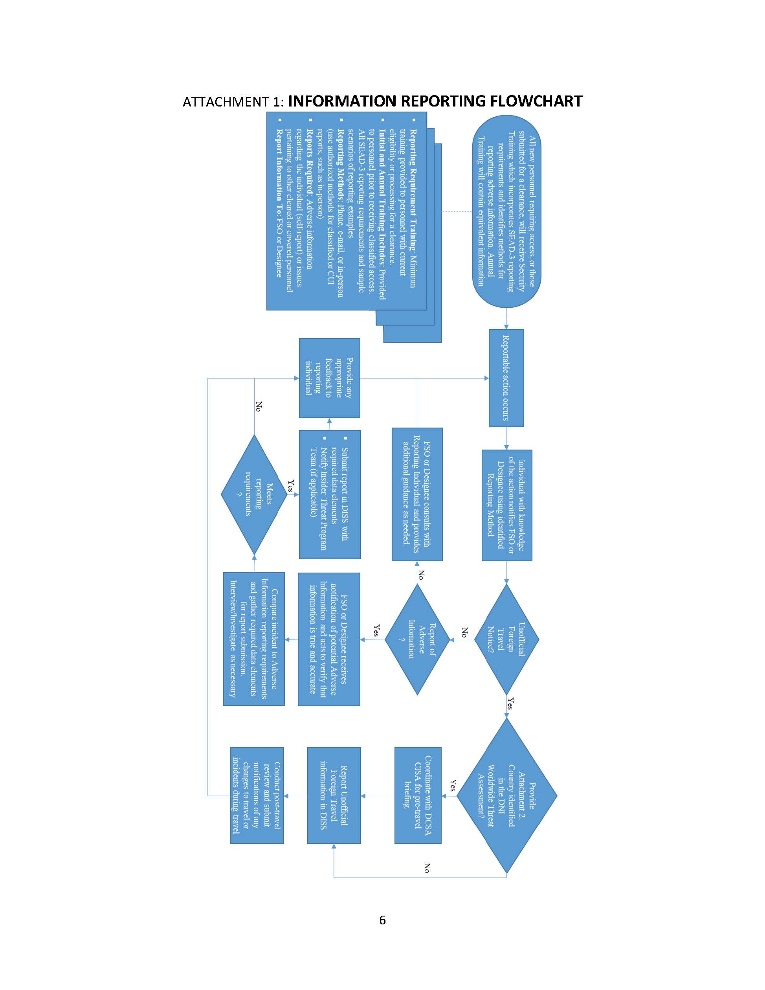 ATTACHMENT 1: INFORMATION REPORTING FLOWCHART
All new personnel requiring access, or those
submitted for a clearance, will receive Security
Training which incorporates SEAD-3 reporting
requirements and identifies methods for
reporting adverse information. Annual
Training will contain equivalent information
• Reporting Requirement Training: Minimum
training provided to personnel with current
eligibility or processing for a clearance.
• Initial and Annual Training Includes: Provided
to personnel prior to receiving classified access.
All SEAD-3 reporting requirements and sample
scenarios of reporting examples
• Reporting Methods: Phone, e-mail, or in-person
(use authorized methods for classified or CUI
reports, such as in-person)
• Reports Required: Adverse information
regarding the individual (self-report) or issues
pertaining to other cleared or covered personnel
• Report Information To: FSO or Designee
Reportable action occurs
Individual with knowledge
of the action notifies FSO or
Designee using identified
Reporting Method
Unofficial
Foreign
Travel
Notice?
Yes
No
Provide
Attachment 2.
Country identified
in the DNI
Worldwide Threat
Assessment?
Yes
No
Coordinate with DCSA
CISA for pre-travel
briefing
Report Unofficial
Foreign Travel
information in DISS
Conduct post-travel
review and submit
notifications of any
changes to travel or
incidents during travel
Report of
Adverse
Information
?
No
Yes
FSO or Designee consults with
Reporting Individual and provides
additional guidance as needed
FSO or Designee receives
notification of potential Adverse
Information and acts to verify that
information is true and accurate
Compare incident to Adverse
Information reporting requirements
and gather required data elements
for report submission.
Interview/Investigate as necessary
Meets
reporting
requirements
?
Yes
No
• Submit report in DISS with
required data elements
• Notify Insider Threat Program
Team (if applicable)
Provide any
appropriate
feedback to
reporting
individual
6